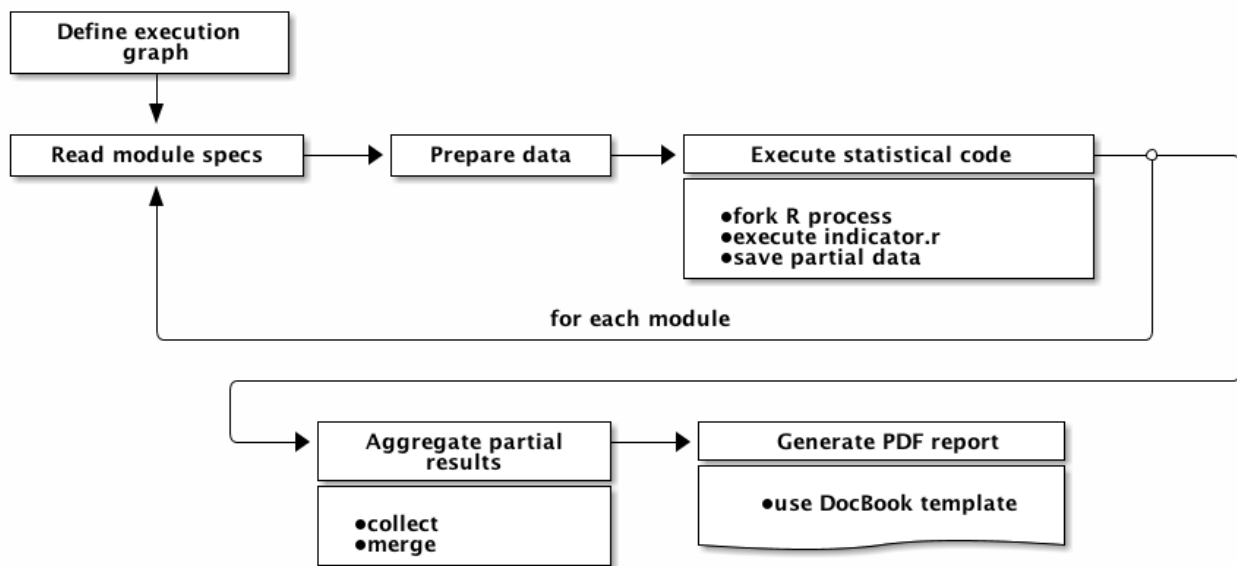 Define execution
graph
Read module specs
Prepare data
Execute statistical code
●fork R process
●execute indicator.r
●save partial data
for each module
Aggregate partial
results
●collect
●merge
Generate PDF report
●use DocBook template